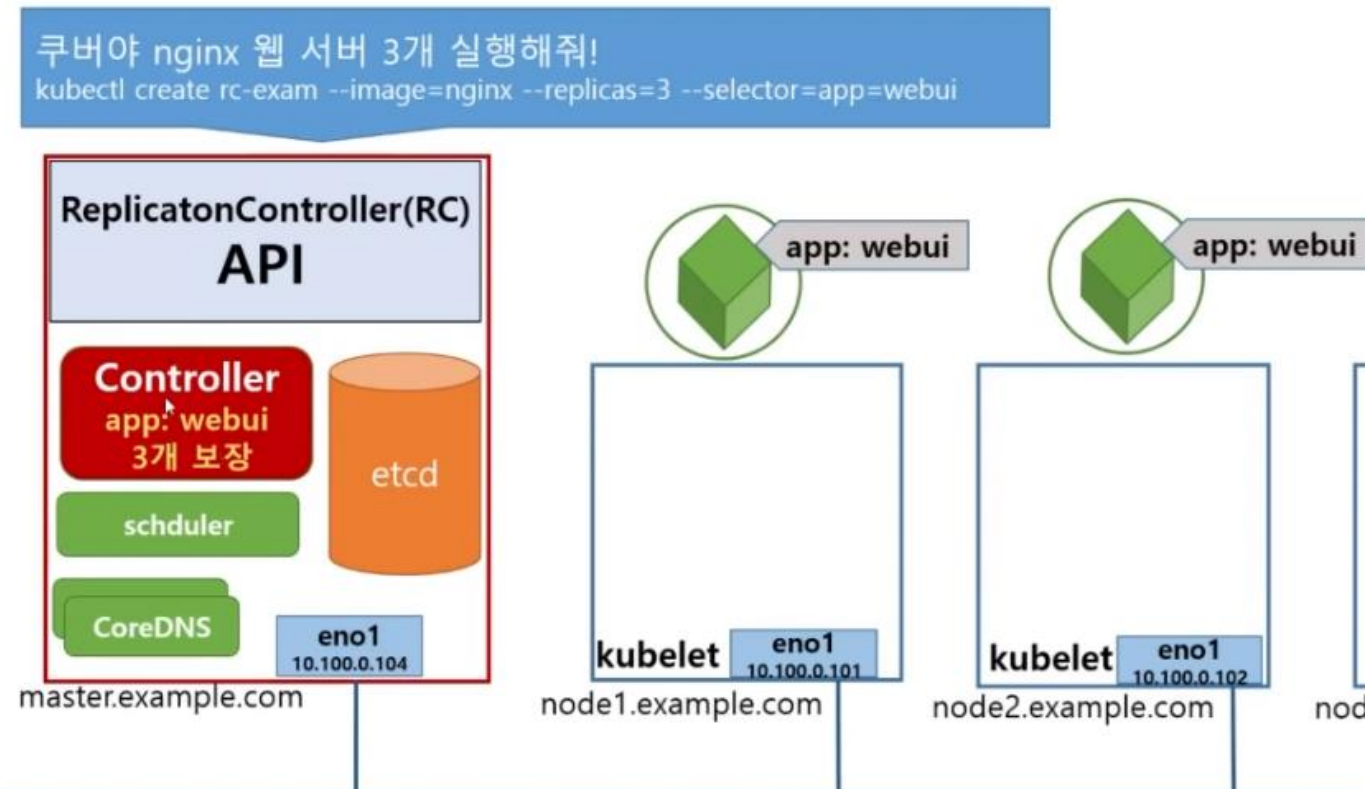 쿠버야 nginx 웹 서버 3개 실행해줘!
kubectl create rc-exam --image=nginx --replicas=3 --selector=app=webui
ReplicatonController(RC)
API
Controller
app: webui
3개 보장
etcd
schduler
CoreDNS
eno1
10.100.0.104
master.example.com
app: webui
kubelet
eno1
10.100.0.101
node1.example.com
app: webui
kubelet
eno1
10.100.0.102
node2.example.com
nod